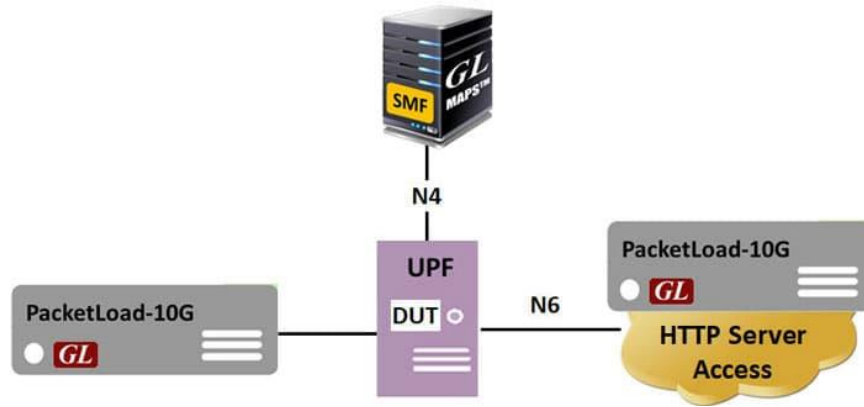 GL
MAPS™
SMF
N4
UPF
DUT
N6
PacketLoad-10G
GL
PacketLoad-10G
GL
HTTP Server
Access